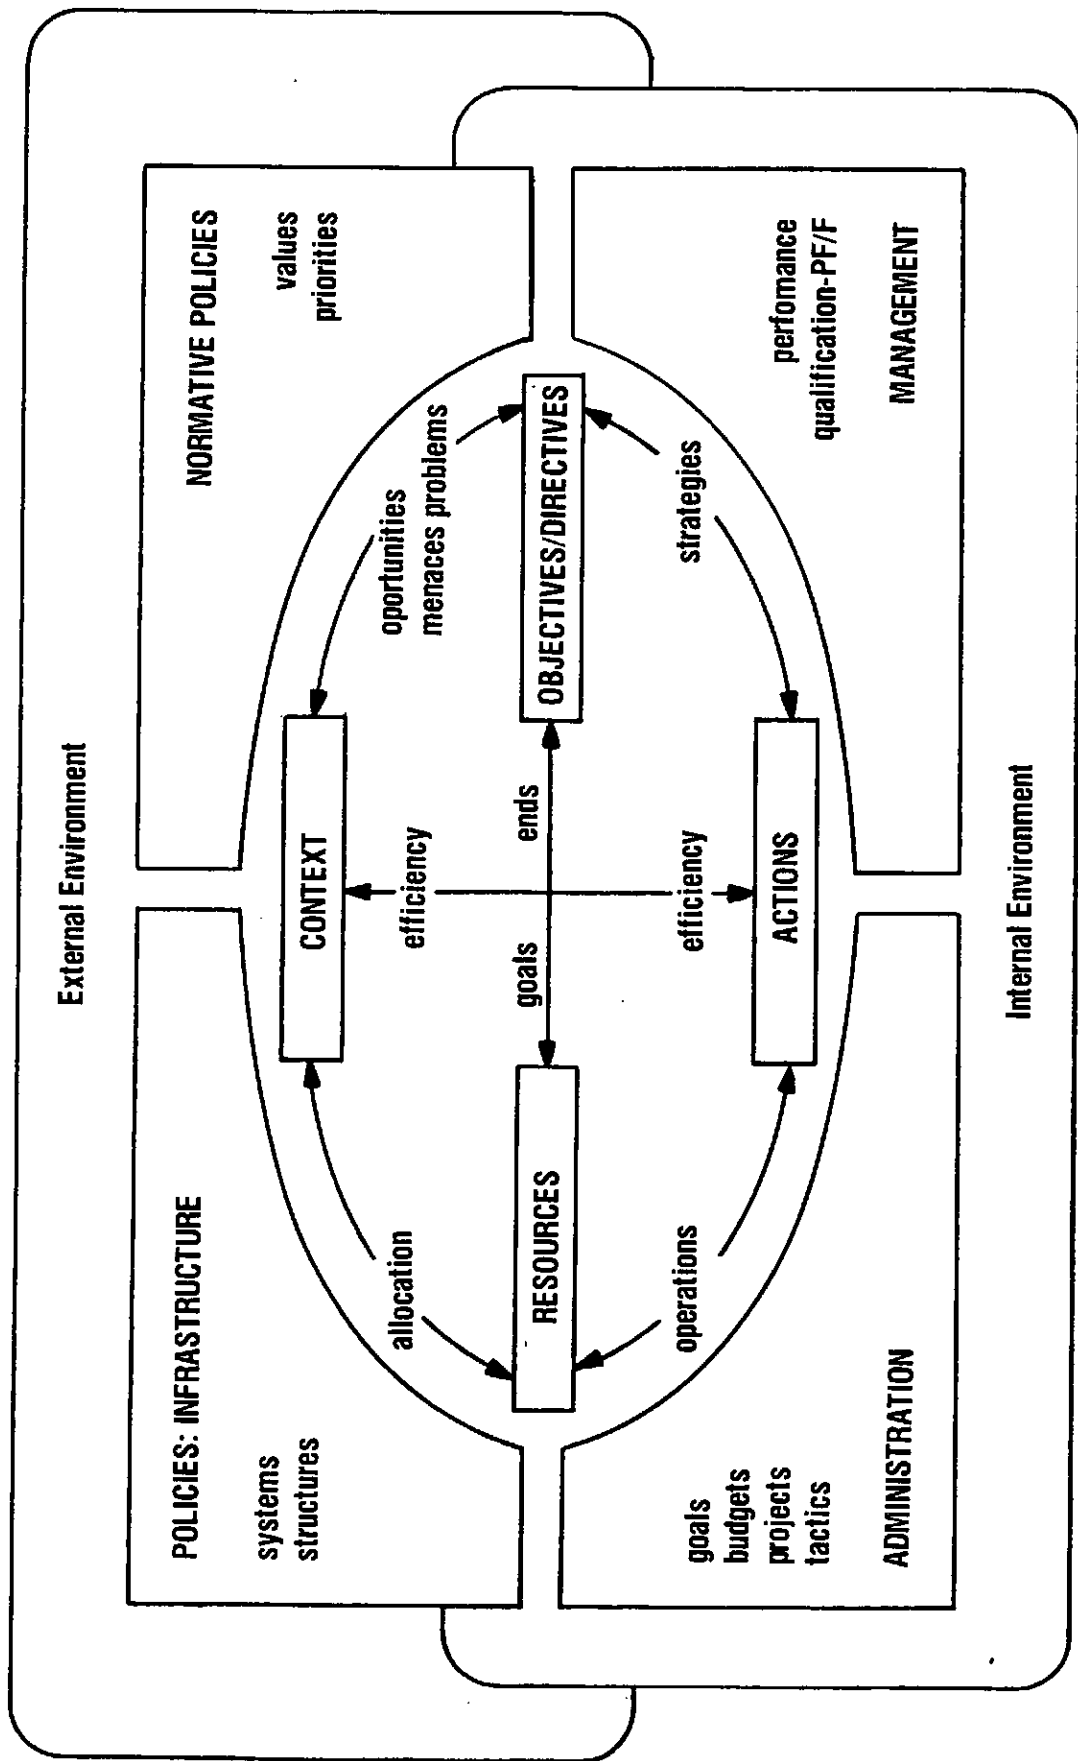 External Environment
POLICIES: INFRASTRUCTURE
systems
structures
NORMATIVE POLICIES
values
priorities
CONTEXT
allocation
oportunities
menaces problems
efficiency
RESOURCES
goals
ends
OBJECTIVES/DIRECTIVES
efficiency
operations
strategies
ACTIONS
goals
budgets
projects
tactics
ADMINISTRATION
perfomance
qualification-PF/F
MANAGEMENT
Internal Environment